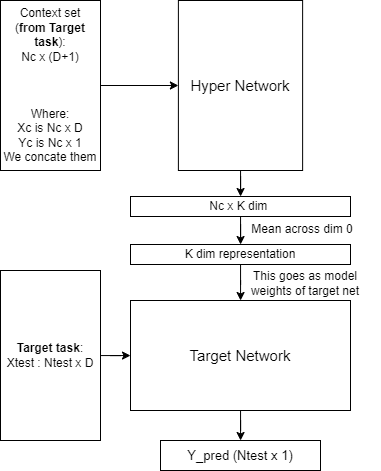 Context set
(from Target
task):
Nc x (D+1)
Where:
Xc is Nc x D
Yc is Nc x 1
We concate them
Hyper Network
Nc x K dim
Mean across dim 0
K dim representation
This goes as model
weights of target net
Target task:
Xtest : Ntest x D
Target Network
Y_pred (Ntest x 1)